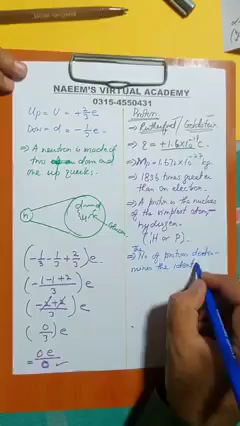 NAEEM'S VIRTUAL ACADEMY
0315-4550431
Up = U = +2/3 e
Down = d = -1/3 e.
⇒ A neutron is made of
two down and
one up quarks.
n
d d
u
(-1/3 - 1/3 + 2/3) e
(-1-1+2 / 3) e
(-2+2 / 3) e
(0/3) e
= 0e/0 ✓
Proton
⇒ Rutherford / Goldstein
⇒ = +1.6×10⁻¹⁹ C.
⇒ Mp = 1.67×10⁻²⁷ kg.
⇒ 1836 times greater
than an electron.
⇒ A proton is the nucleus
of the simplest atom
hydrogen.
(H or P).
The
⇒ No of protons deter-
mines the ident